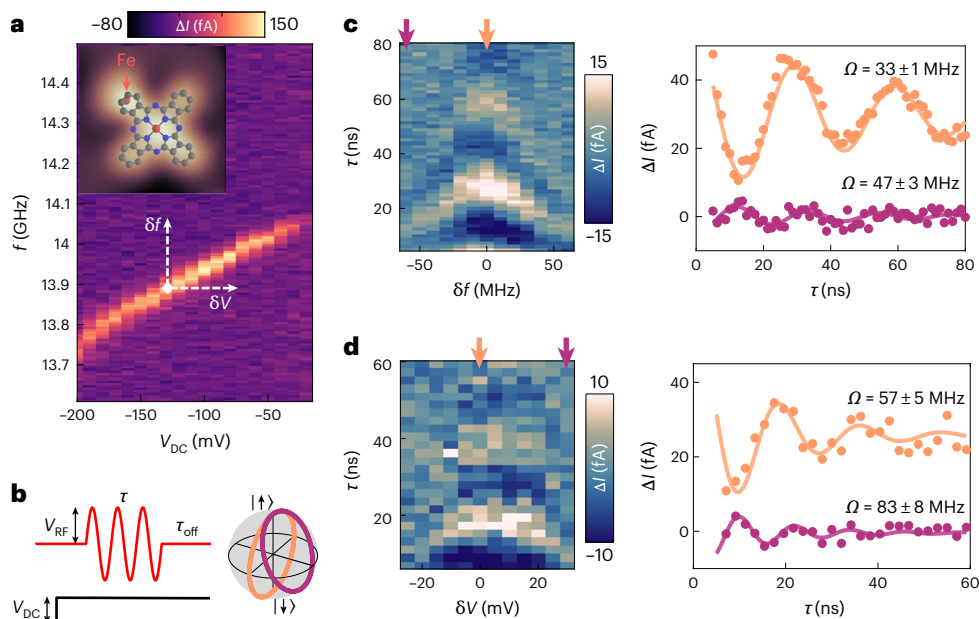 a
−80 ΔI (fA) 150
Fe
14.4
14.3
14.2
14.1
14
13.9
13.8
13.7
f (GHz)
δf
δV
−200 −150 −100 −50
V_DC (mV)
b
τ
V_RF
τ_off
V_DC
|↑⟩
|↓⟩
c
80
60
40
20
τ (ns)
−50 0 50
δf (MHz)
15
ΔI (fA)
−15
40
20
0
ΔI (fA)
Ω = 33 ± 1 MHz
Ω = 47 ± 3 MHz
0 20 40 60 80
τ (ns)
d
60
40
20
τ (ns)
−20 0 20
δV (mV)
10
ΔI (fA)
−10
40
20
0
ΔI (fA)
Ω = 57 ± 5 MHz
Ω = 83 ± 8 MHz
0 20 40 60
τ (ns)